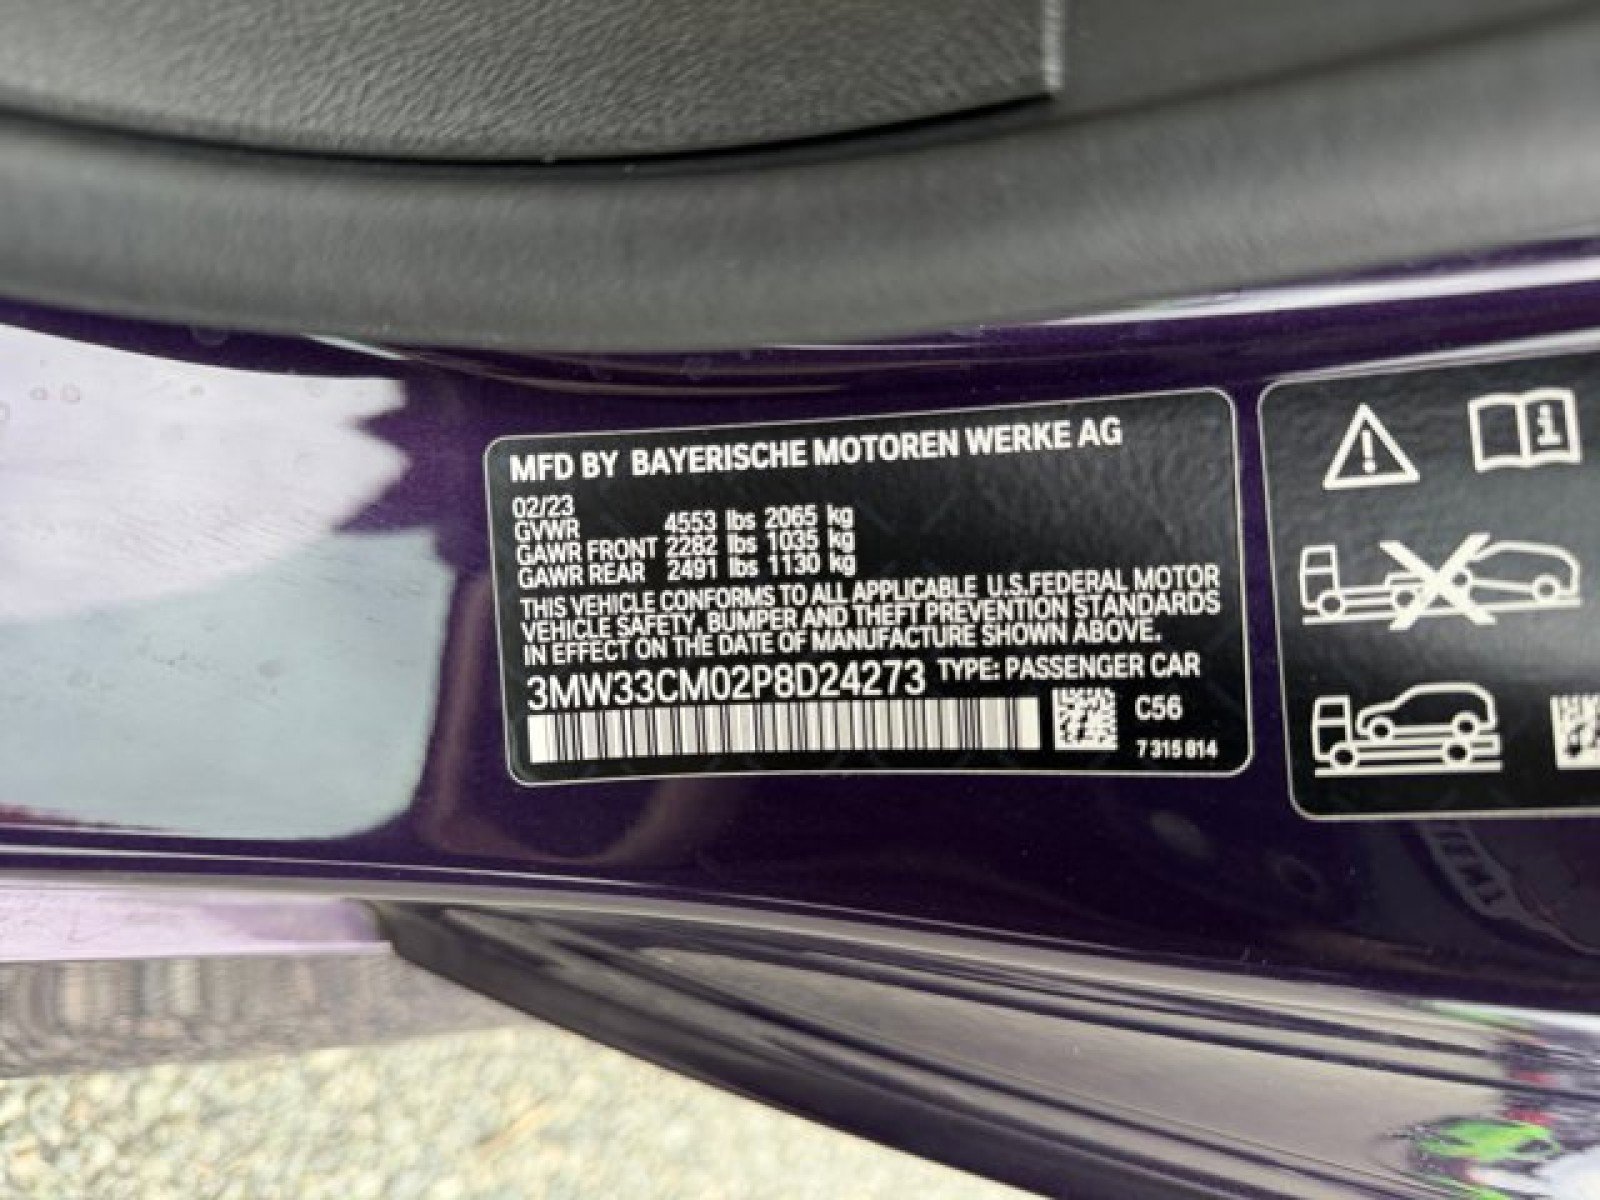 MFD BY BAYERISCHE MOTOREN WERKE AG
02/23
GVWR 4553 lbs 2065 kg
GAWR FRONT 2282 lbs 1035 kg
GAWR REAR 2491 lbs 1130 kg
THIS VEHICLE CONFORMS TO ALL APPLICABLE U.S.FEDERAL MOTOR
VEHICLE SAFETY, BUMPER AND THEFT PREVENTION STANDARDS
IN EFFECT ON THE DATE OF MANUFACTURE SHOWN ABOVE.
3MW33CM02P8D24273 TYPE: PASSENGER CAR
C56
7 315 814
i